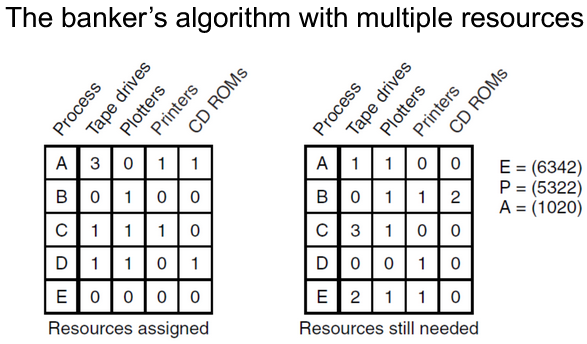 The banker's algorithm with multiple resources
Process Tape drives Plotters Printers CD ROMs
A 3 0 1 1
B 0 1 0 0
C 1 1 1 0
D 1 1 0 1
E 0 0 0 0
Resources assigned
Process Tape drives Plotters Printers CD ROMs
A 1 1 0 0
B 0 1 1 2
C 3 1 0 0
D 0 0 1 0
E 2 1 1 0
Resources still needed
E = (6342)
P = (5322)
A = (1020)